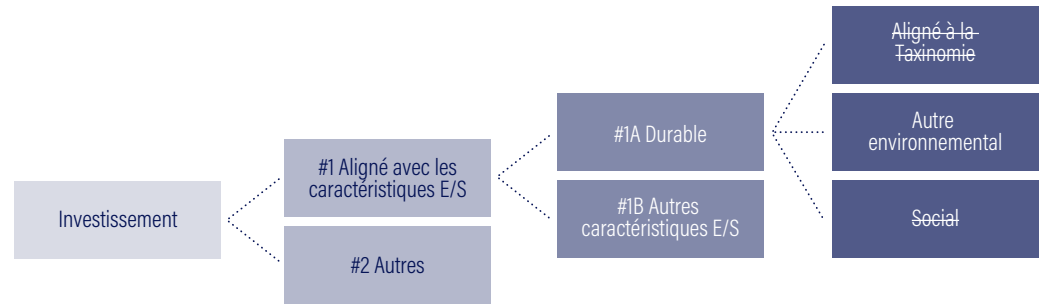 Investissement
#1 Aligné avec les
caractéristiques E/S
#2 Autres
#1A Durable
#1B Autres
caractéristiques E/S
Aligné à la
Taxinomie
Autre
environnemental
Social